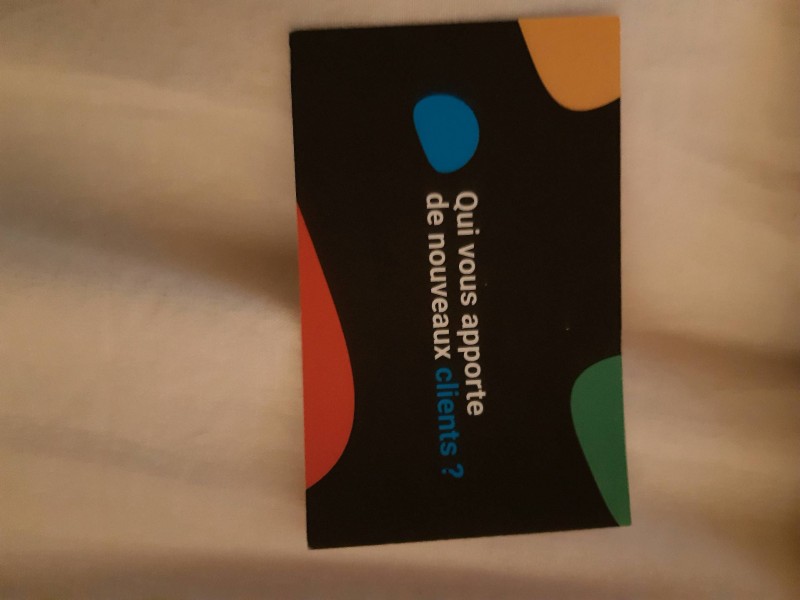 Qui vous apporte
de nouveaux clients ?